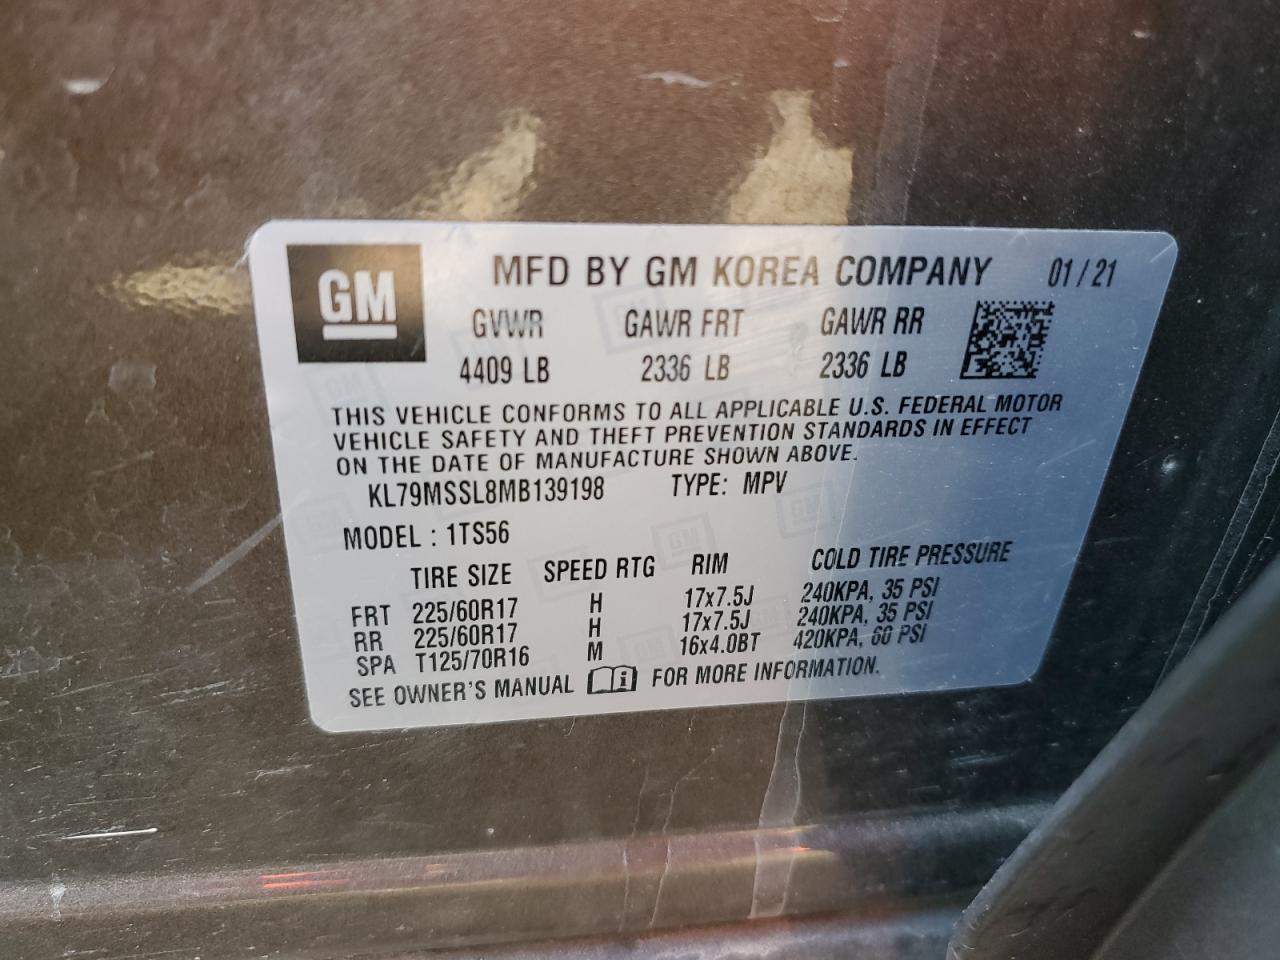 GM MFD BY GM KOREA COMPANY 01/21
GVWR GAWR FRT GAWR RR
4409 LB 2336 LB 2336 LB
THIS VEHICLE CONFORMS TO ALL APPLICABLE U.S. FEDERAL MOTOR
VEHICLE SAFETY AND THEFT PREVENTION STANDARDS IN EFFECT
ON THE DATE OF MANUFACTURE SHOWN ABOVE.
KL79MSSL8MB139198 TYPE: MPV
MODEL : 1TS56
TIRE SIZE SPEED RTG RIM COLD TIRE PRESSURE
FRT 225/60R17 H 17x7.5J 240KPA, 35 PSI
RR 225/60R17 H 17x7.5J 240KPA, 35 PSI
SPA T125/70R16 M 16x4.0BT 420KPA, 60 PSI
SEE OWNER'S MANUAL i FOR MORE INFORMATION.